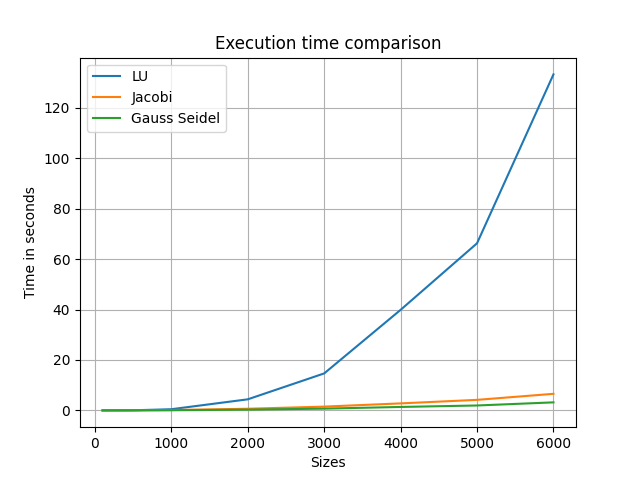 Execution time comparison
LU
Jacobi
Gauss Seidel
Time in seconds
120
100
80
60
40
20
0
0 1000 2000 3000 4000 5000 6000
Sizes